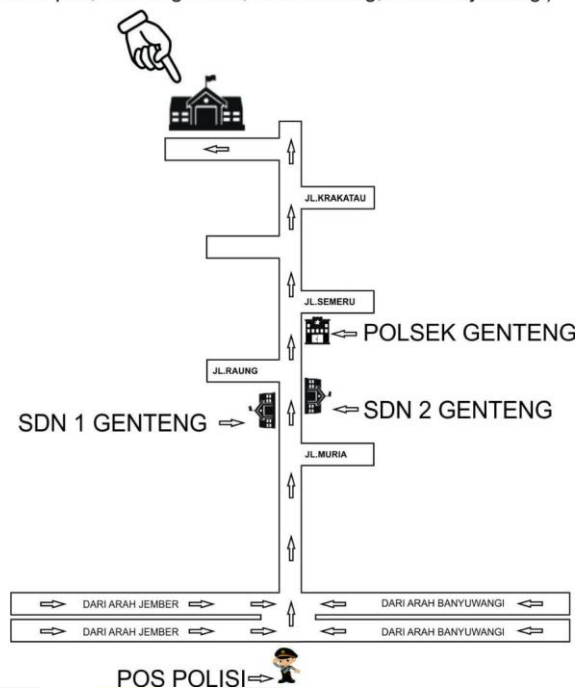 JL.KRAKATAU
JL.SEMERU
POLSEK GENTENG
JL.RAUNG
SDN 1 GENTENG
SDN 2 GENTENG
JL.MURIA
DARI ARAH JEMBER
DARI ARAH BANYUWANGI
DARI ARAH JEMBER
DARI ARAH BANYUWANGI
POS POLISI